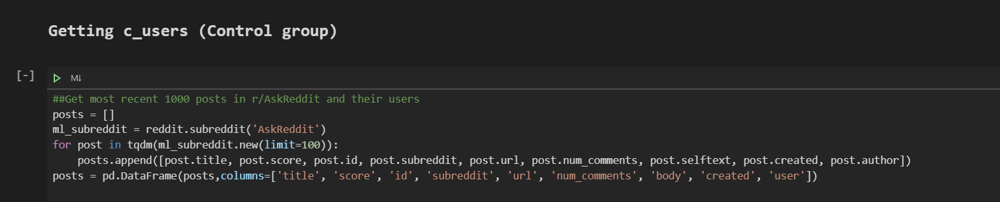 Getting c_users (Control group)
[-]
M↓
##Get most recent 1000 posts in r/AskReddit and their users
posts = []
ml_subreddit = reddit.subreddit('AskReddit')
for post in tqdm(ml_subreddit.new(limit=100)):
    posts.append([post.title, post.score, post.id, post.subreddit, post.url, post.num_comments, post.selftext, post.created, post.author])
posts = pd.DataFrame(posts,columns=['title', 'score', 'id', 'subreddit', 'url', 'num_comments', 'body', 'created', 'user'])